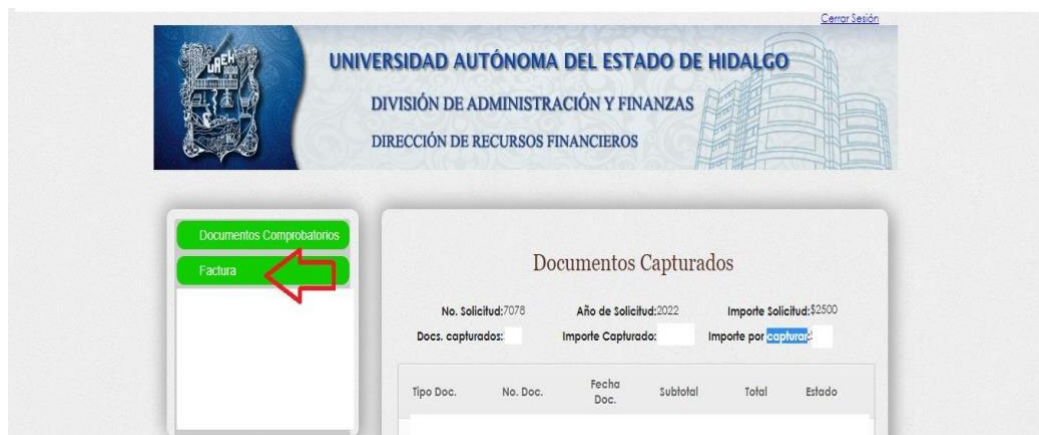 Cerrar Sesión
UAEH
UNIVERSIDAD AUTÓNOMA DEL ESTADO DE HIDALGO
DIVISIÓN DE ADMINISTRACIÓN Y FINANZAS
DIRECCIÓN DE RECURSOS FINANCIEROS
Documentos Comprobatorios
Factura
Documentos Capturados
No. Solicitud:7078 Año de Solicitud:2022 Importe Solicitud:$2500
Docs. capturados: Importe Capturado: Importe por capturar:
Tipo Doc. No. Doc. Fecha Doc. Subtotal Total Estado